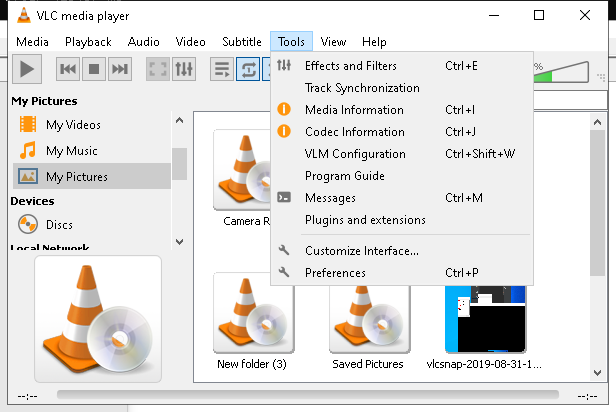 VLC media player
Media Playback Audio Video Subtitle Tools View Help
Effects and Filters Ctrl+E
%
Track Synchronization
My Pictures
Media Information Ctrl+I
My Videos
Codec Information Ctrl+J
My Music
VLM Configuration Ctrl+Shift+W
My Pictures
Program Guide
Devices
Messages Ctrl+M
Discs
Camera R
Plugins and extensions
Local Network
Customize Interface...
Preferences Ctrl+P
New folder (3) Saved Pictures vlcsnap-2019-08-31-1...
--:-- --:--